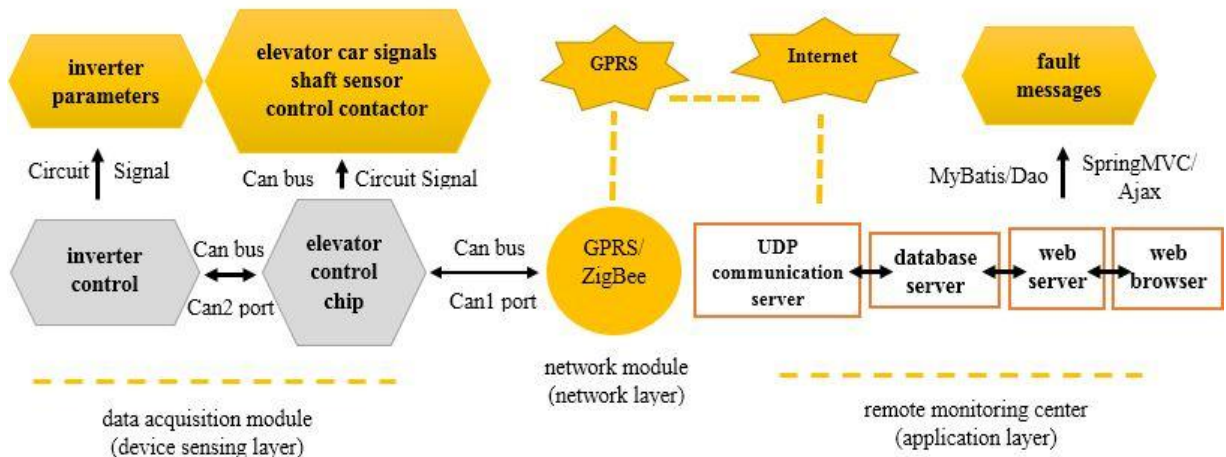 inverter
parameters
elevator car signals
shaft sensor
control contactor
GPRS
Internet
fault
messages
Circuit
Signal
Can bus
Circuit Signal
MyBatis/Dao
SpringMVC/
Ajax
inverter
control
Can bus
Can2 port
elevator
control
chip
Can bus
Can1 port
GPRS/
ZigBee
UDP
communication
server
database
server
web
server
web
browser
data acquisition module
(device sensing layer)
network module
(network layer)
remote monitoring center
(application layer)